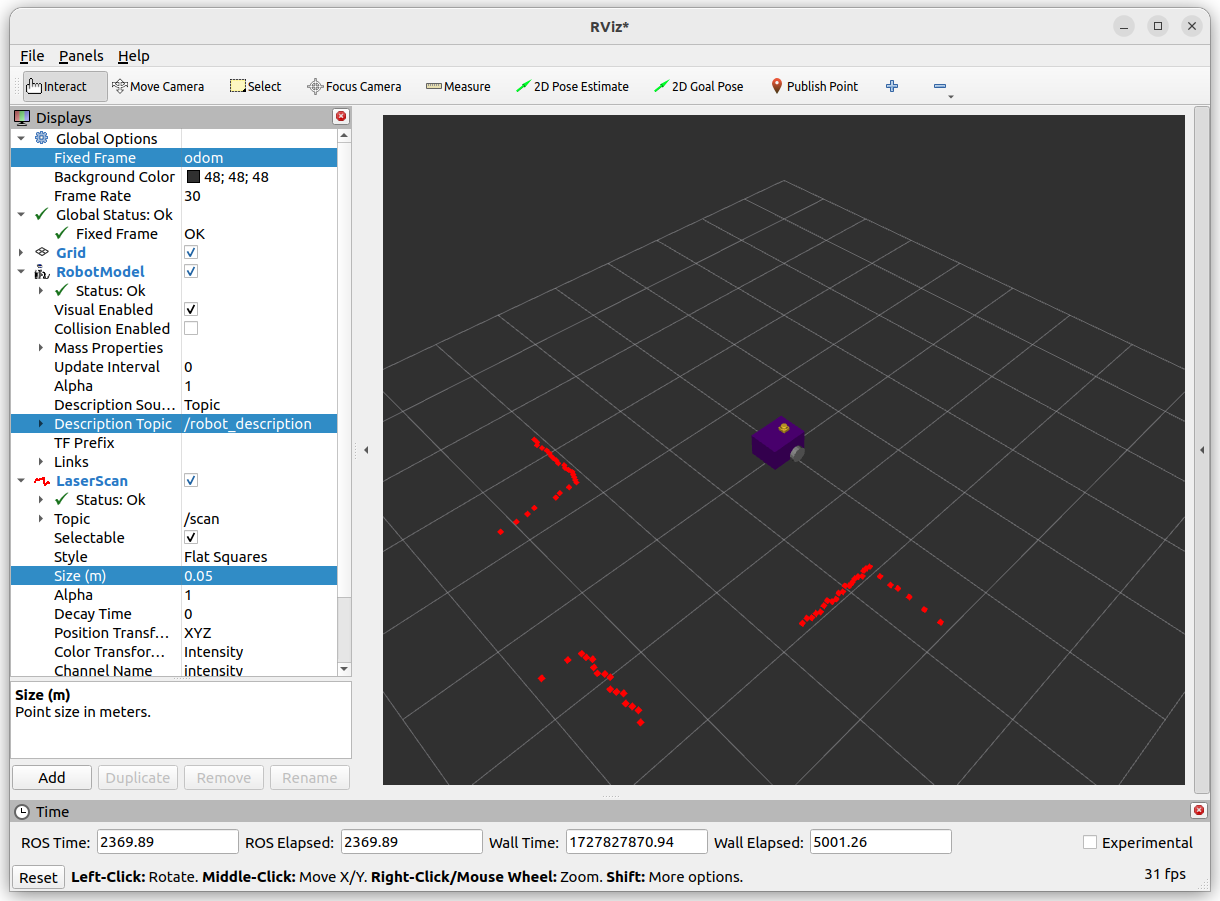 RViz*
File Panels Help
Interact Move Camera Select Focus Camera Measure 2D Pose Estimate 2D Goal Pose Publish Point
Displays
Global Options
Fixed Frame odom
Background Color 48; 48; 48
Frame Rate 30
Global Status: Ok
Fixed Frame OK
Grid
RobotModel
Status: Ok
Visual Enabled
Collision Enabled
Mass Properties
Update Interval 0
Alpha 1
Description Sou... Topic
Description Topic /robot_description
TF Prefix
Links
LaserScan
Status: Ok
Topic /scan
Selectable
Style Flat Squares
Size (m) 0.05
Alpha 1
Decay Time 0
Position Transf... XYZ
Color Transfor... Intensity
Channel Name intensity
Size (m)
Point size in meters.
Add Duplicate Remove Rename
Time
ROS Time: 2369.89 ROS Elapsed: 2369.89 Wall Time: 1727827870.94 Wall Elapsed: 5001.26 Experimental
Reset Left-Click: Rotate. Middle-Click: Move X/Y. Right-Click/Mouse Wheel: Zoom. Shift: More options. 31 fps